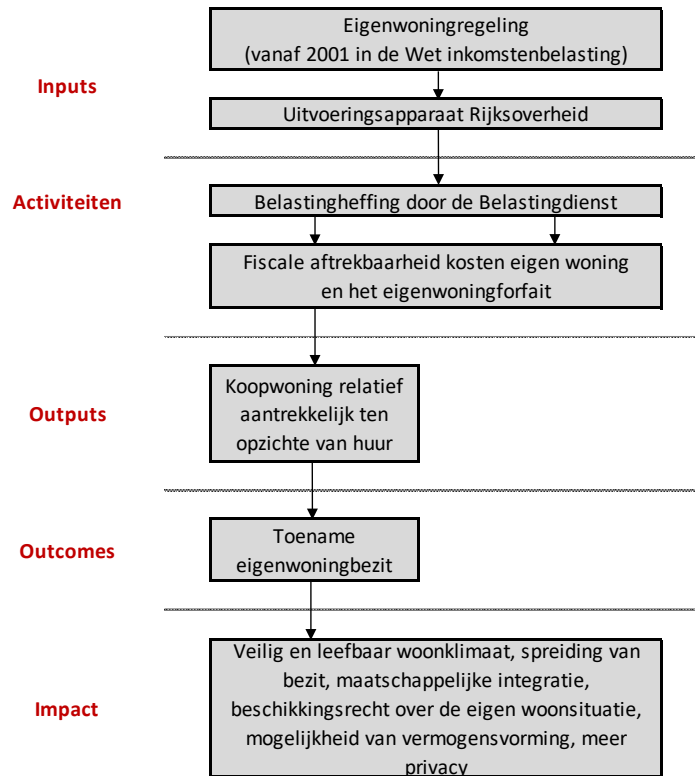 Eigenwoningregeling
(vanaf 2001 in de Wet inkomstenbelasting)
Inputs
Uitvoeringsapparaat Rijksoverheid
Activiteiten
Belastingheffing door de Belastingdienst
Fiscale aftrekbaarheid kosten eigen woning
en het eigenwoningforfait
Koopwoning relatief
aantrekkelijk ten
opzichte van huur
Outputs
Toename
eigenwoningbezit
Outcomes
Veilig en leefbaar woonklimaat, spreiding van
bezit, maatschappelijke integratie,
beschikkingsrecht over de eigen woonsituatie,
mogelijkheid van vermogensvorming, meer
privacy
Impact